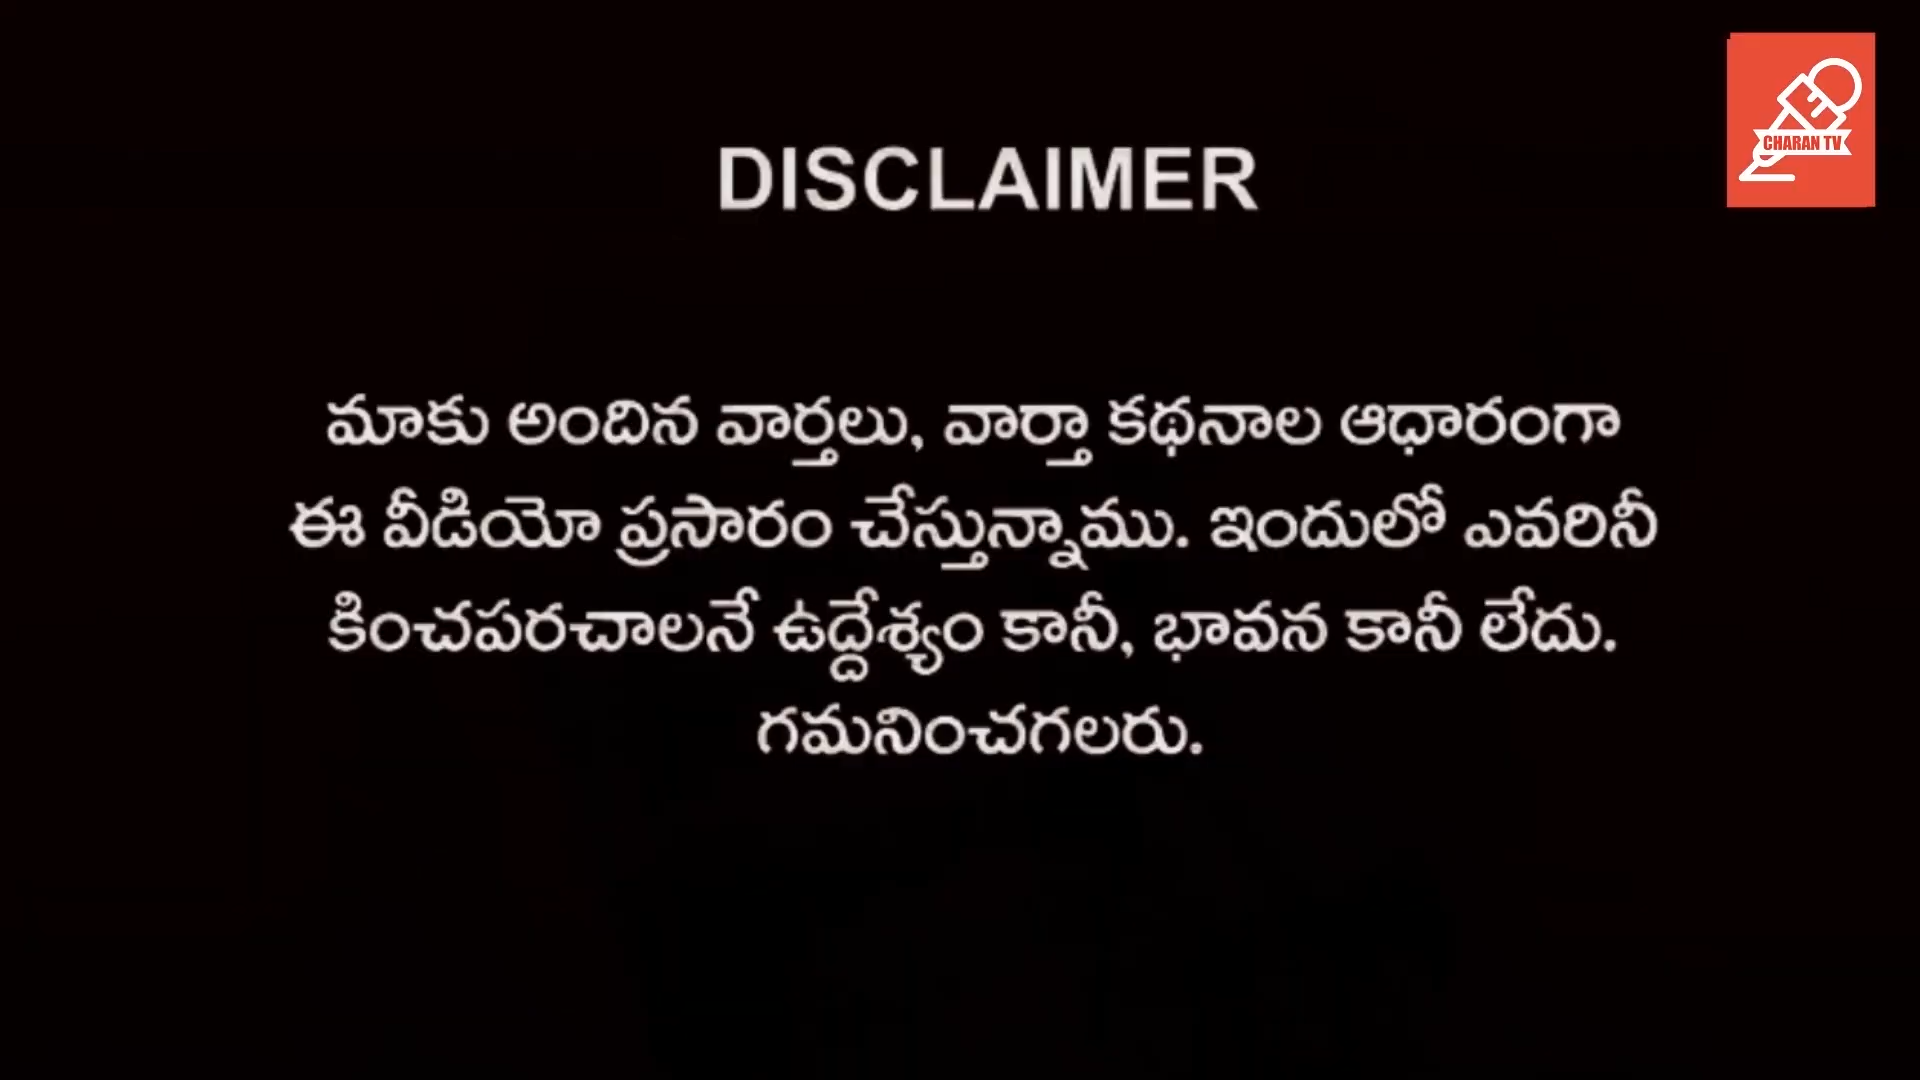 CHARAN TV
DISCLAIMER
మాకు అందిన వార్తలు, వార్తా కథనాల ఆధారంగా
ఈ వీడియో ప్రసారం చేస్తున్నాము. ఇందులో ఎవరినీ
కించపరచాలనే ఉద్దేశ్యం కానీ, భావన కానీ లేదు.
గమనించగలరు.